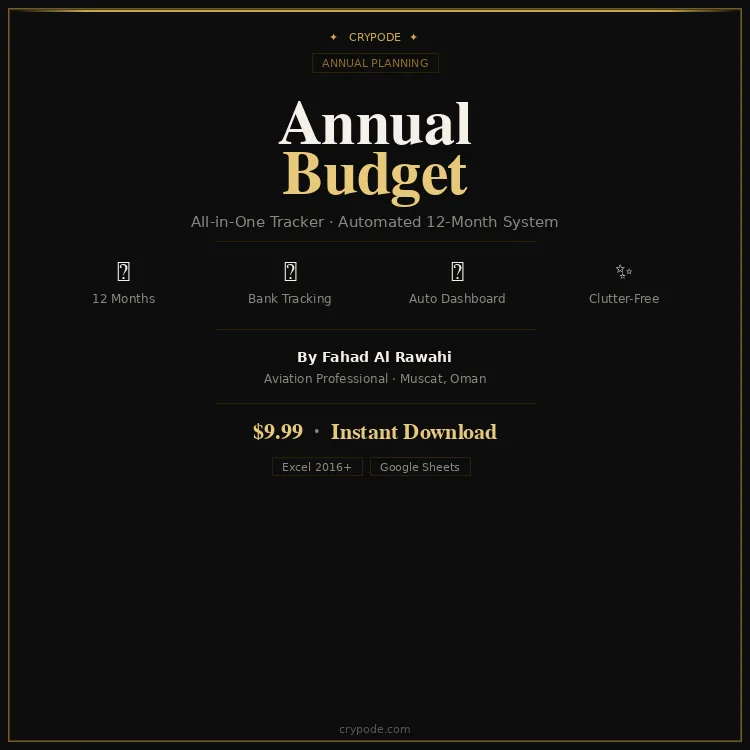 ✦ CRYPODE ✦
ANNUAL PLANNING
Annual
Budget
All-in-One Tracker · Automated 12-Month System
12 Months Bank Tracking Auto Dashboard Clutter-Free
By Fahad Al Rawahi
Aviation Professional · Muscat, Oman
$9.99 · Instant Download
Excel 2016+ Google Sheets
crypode.com